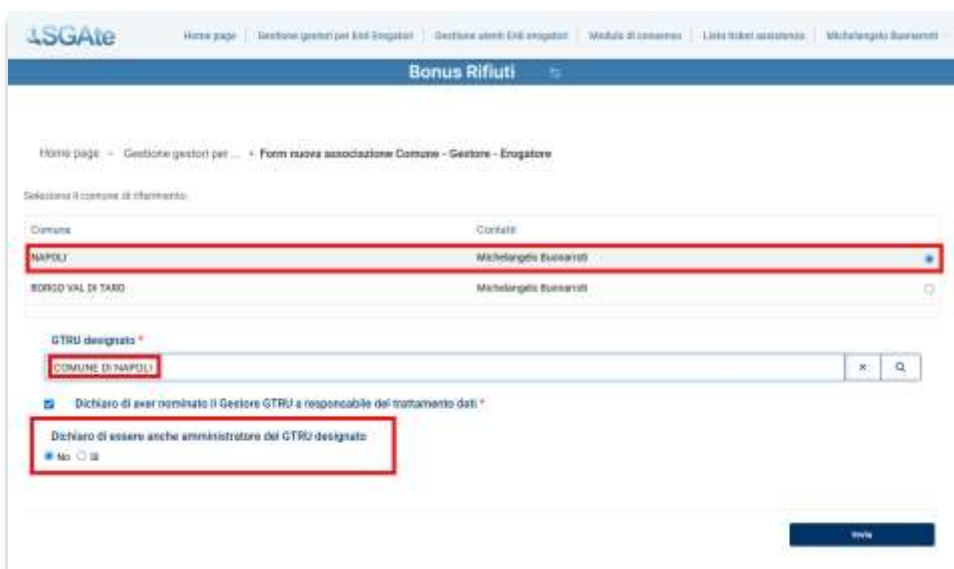 SGAte
Home page | Gestione gestori per Enti Erogatori | Gestione utenti Enti erogatori | Modulo di consenso | Lista ticket assistenza | Michelangelo Buonarroti
Bonus Rifiuti
Home page - Gestione gestori per ... • Form nuova associazione Comune - Gestore - Erogatore
Seleziona il comune di riferimento:
Comune Contatti
NAPOLI Michelangelo Buonarroti
BORGO VAL DI TARO Michelangelo Buonarroti
GTRU designato *
COMUNE DI NAPOLI
Dichiaro di aver nominato il Gestore GTRU a responsabile del trattamento dati *
Dichiaro di essere anche amministratore del GTRU designato
No Sì
Invia